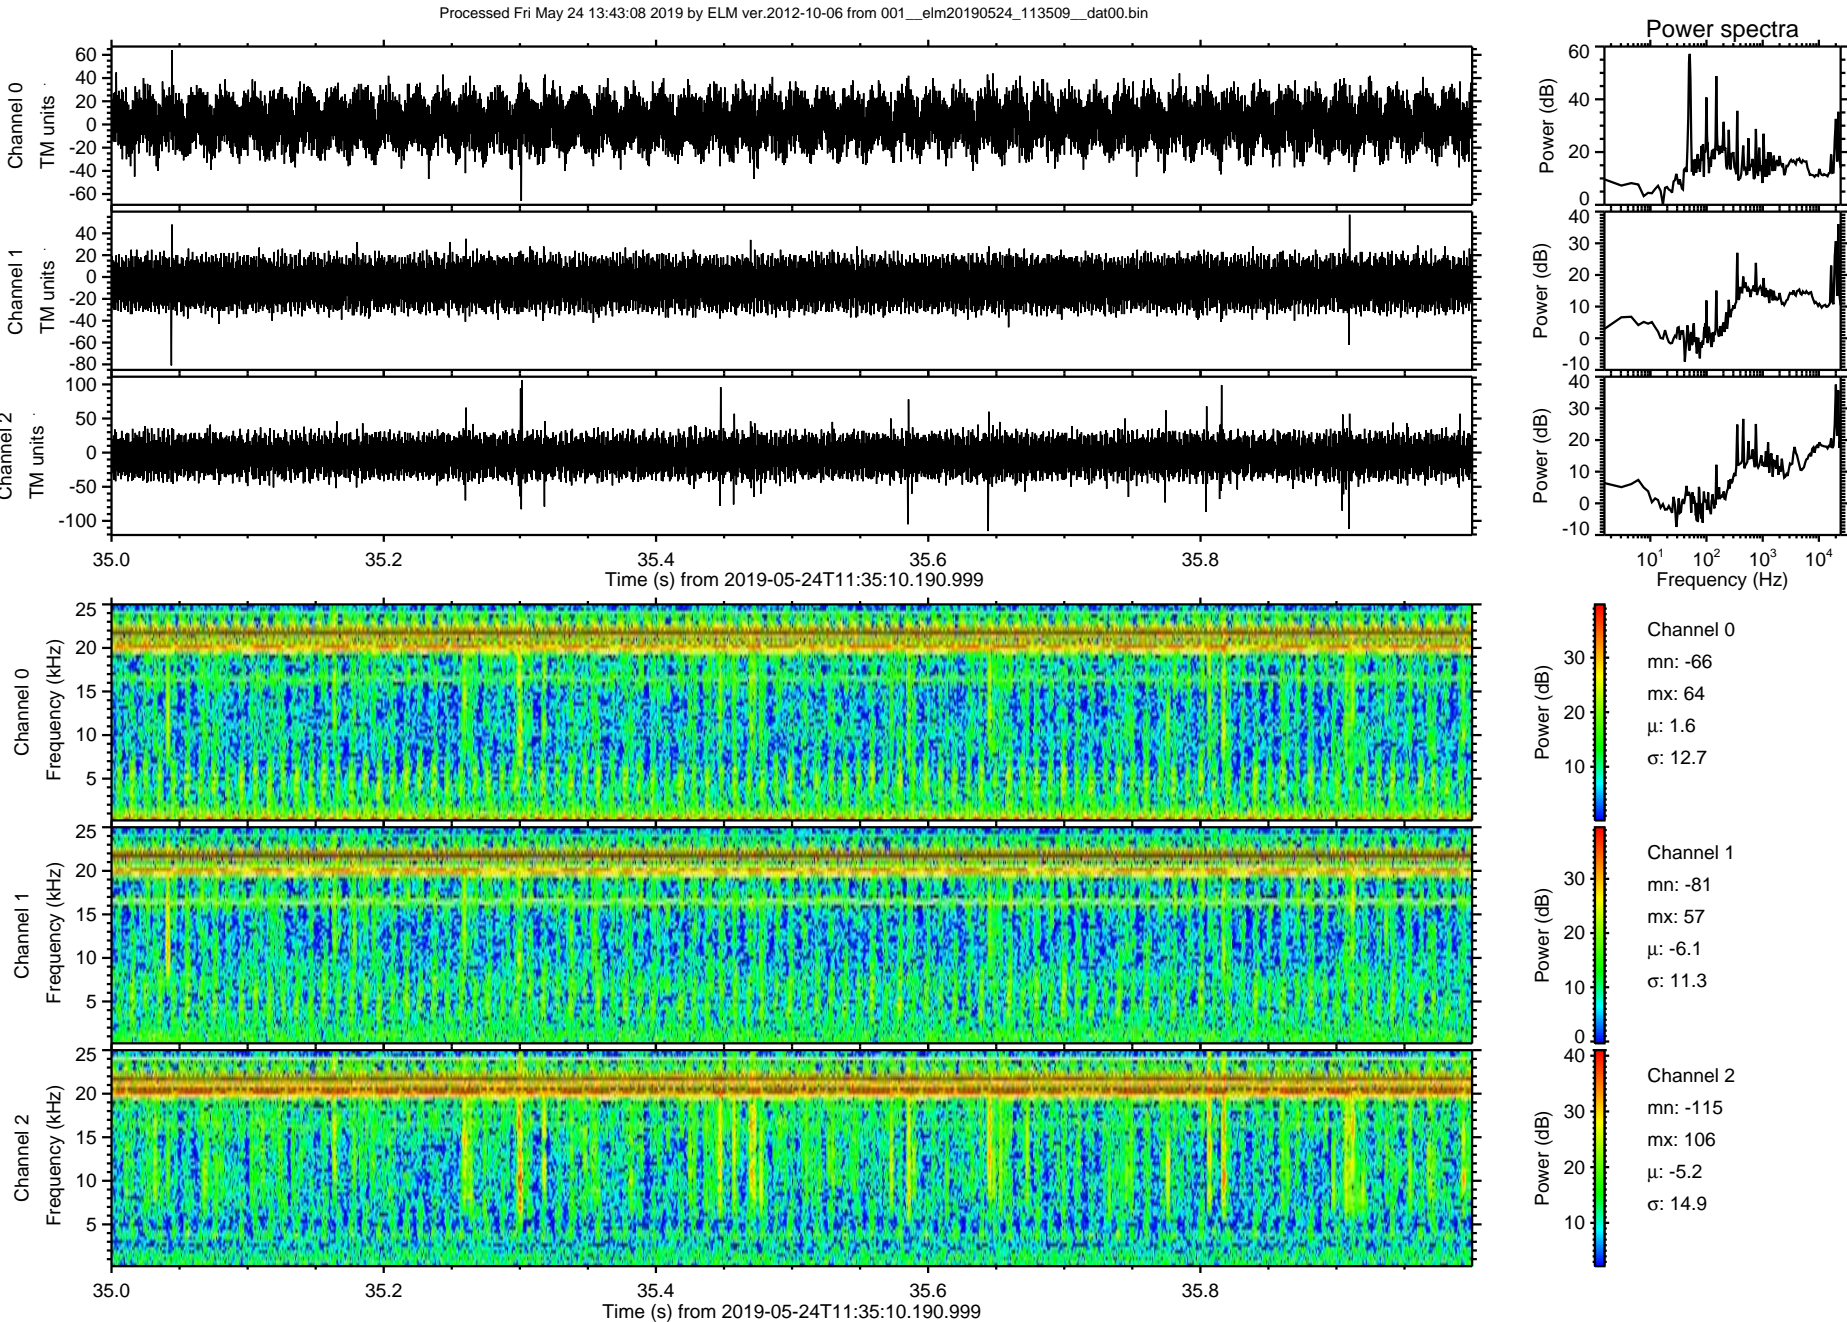 Processed Fri May 24 13:43:08 2019 by ELM ver.2012-10-06 from 001__elm20190524_113509__dat00.bin
Power spectra
Channel 0
TM units
60
40
20
0
-20
-40
-60
Power (dB)
60
40
20
0
Channel 1
TM units
40
20
0
-20
-40
-60
-80
Power (dB)
40
30
20
10
0
-10
Channel 2
TM units
100
50
0
-50
-100
Power (dB)
40
30
20
10
0
-10
35.0 35.2 35.4 35.6 35.8
Time (s) from 2019-05-24T11:35:10.190.999
10¹ 10² 10³ 10⁴
Frequency (Hz)
Channel 0
Frequency (kHz)
25
20
15
10
5
Power (dB)
30
20
10
Channel 0
mn: -66
mx: 64
μ: 1.6
σ: 12.7
Channel 1
Frequency (kHz)
25
20
15
10
5
Power (dB)
30
20
10
0
Channel 1
mn: -81
mx: 57
μ: -6.1
σ: 11.3
Channel 2
Frequency (kHz)
25
20
15
10
5
Power (dB)
40
30
20
10
Channel 2
mn: -115
mx: 106
μ: -5.2
σ: 14.9
35.0 35.2 35.4 35.6 35.8
Time (s) from 2019-05-24T11:35:10.190.999